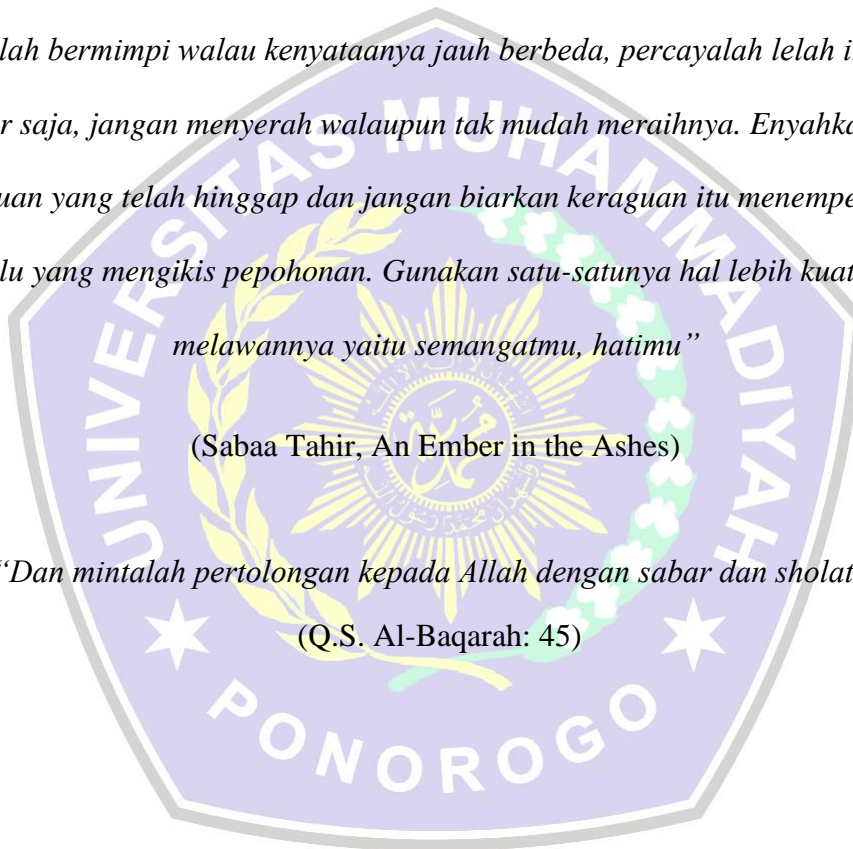 lah bermimpi walau kenyataanya jauh berbeda, percayalah lelah i
r saja, jangan menyerah walaupun tak mudah meraihnya. Enyahka
uan yang telah hinggap dan jangan biarkan keraguan itu menempe
lu yang mengikis pepohonan. Gunakan satu-satunya hal lebih kuat
melawannya yaitu semangatmu, hatimu”
(Sabaa Tahir, An Ember in the Ashes)
“Dan mintalah pertolongan kepada Allah dengan sabar dan sholat
(Q.S. Al-Baqarah: 45)
UNIVERSITAS MUHAMMADIYAH
PONOROGO